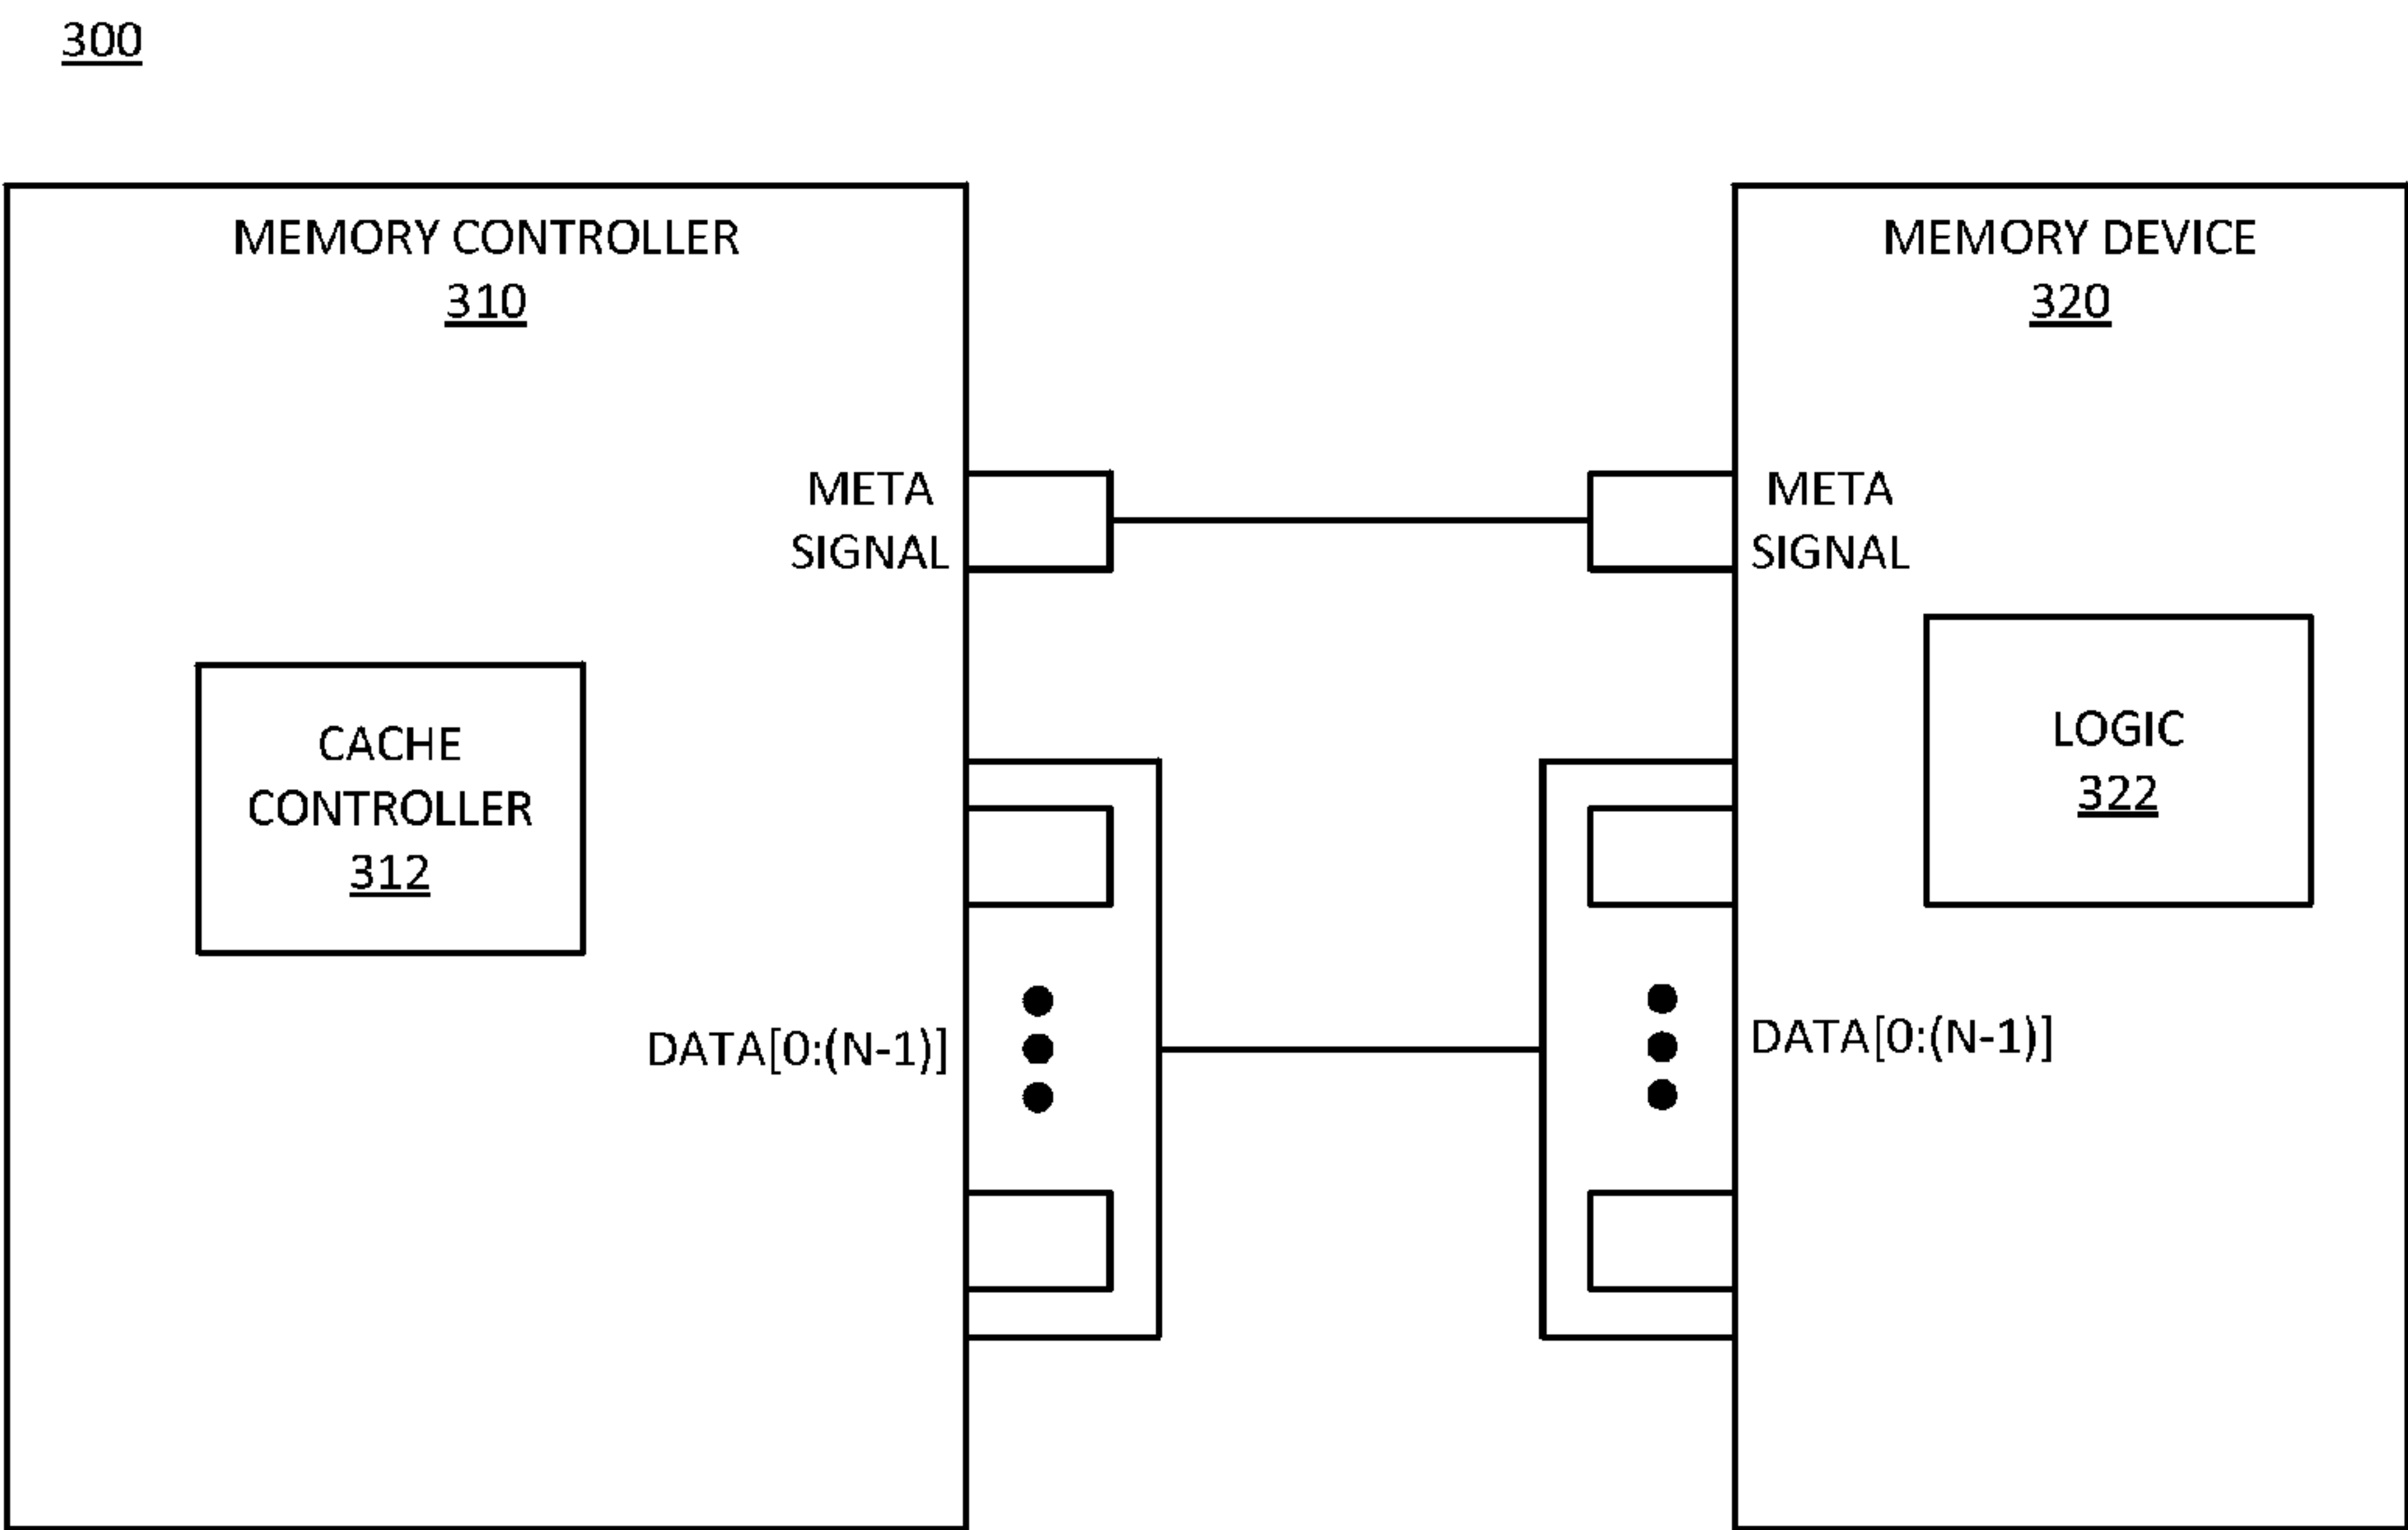 300
MEMORY CONTROLLER
310
MEMORY DEVICE
320
META
SIGNAL
META
SIGNAL
CACHE
CONTROLLER
312
LOGIC
322
DATA[0:(N-1)]
DATA[0:(N-1)]